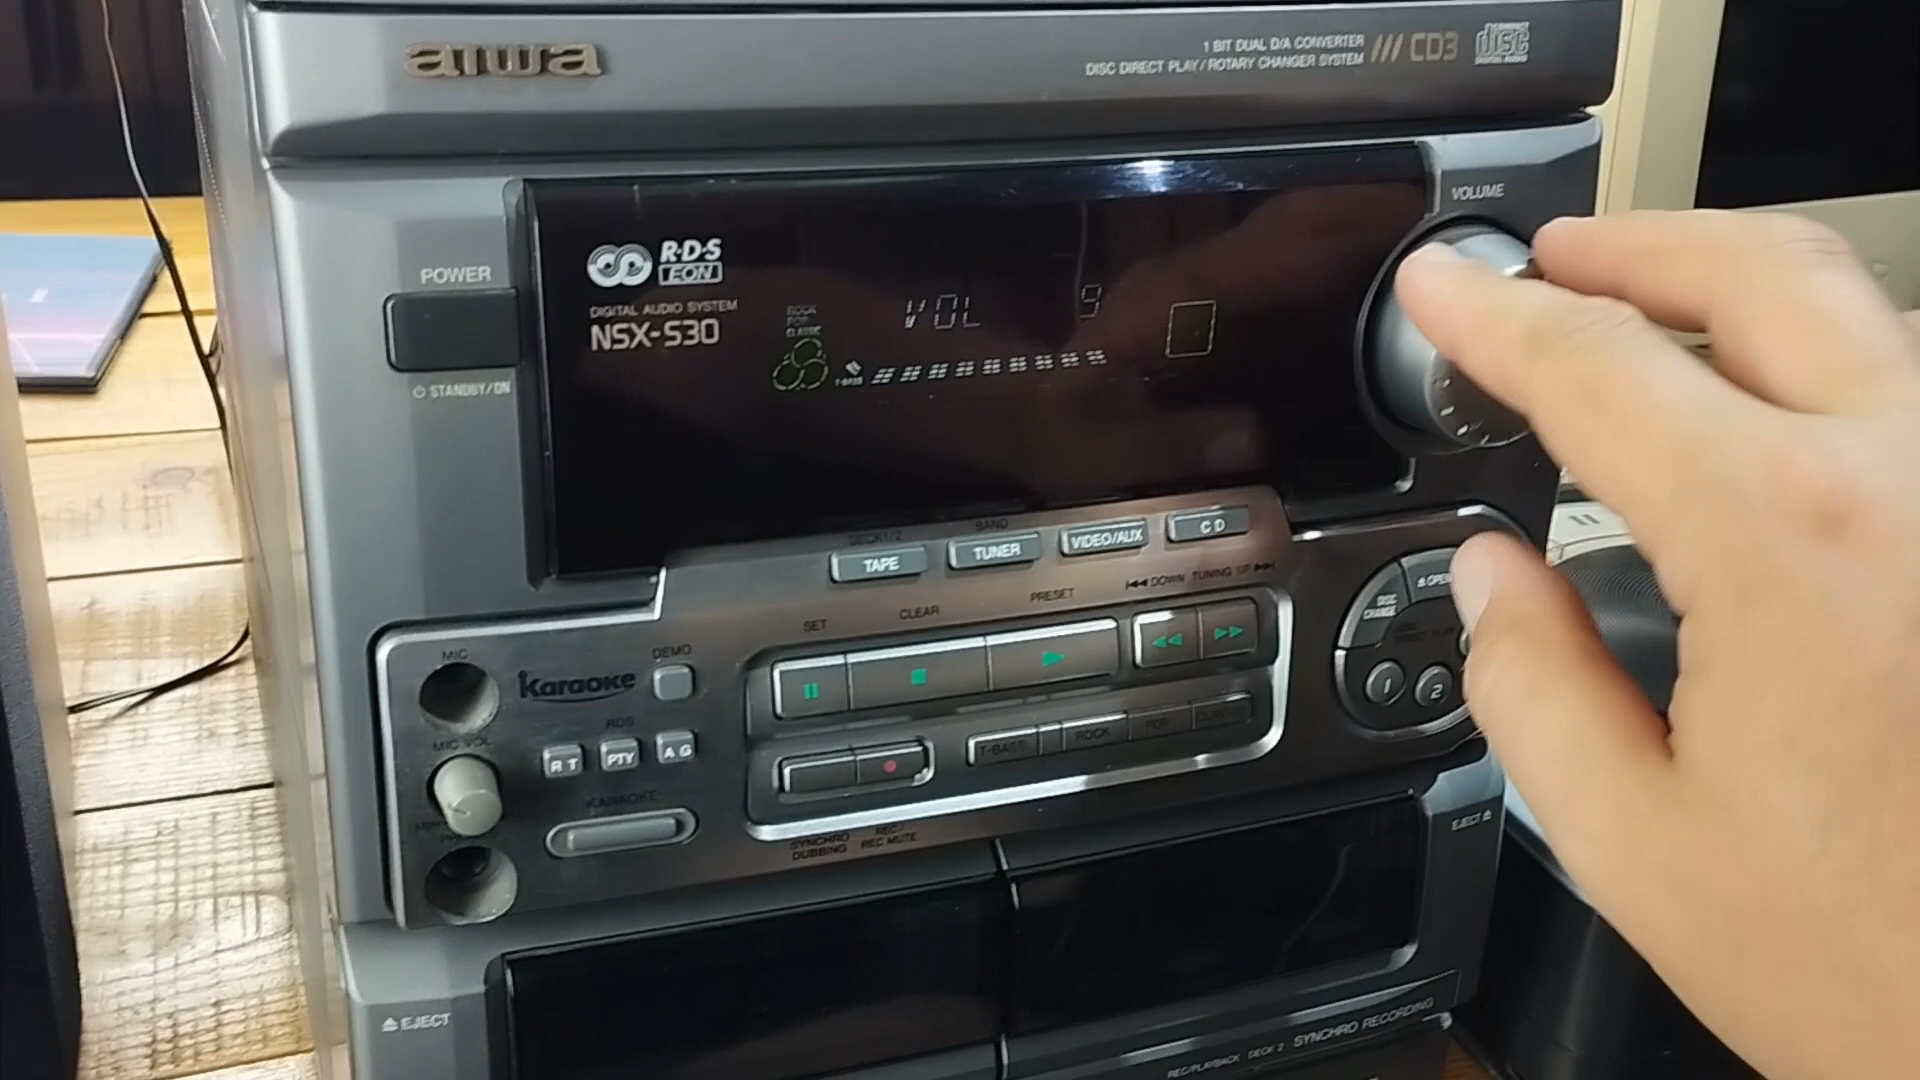 aiwa
1 BIT DUAL D/A CONVERTER
DISC DIRECT PLAY / ROTARY CHANGER SYSTEM
CD3
COMPACT
disc
DIGITAL AUDIO
VOLUME
POWER
STANDBY/ON
R·D·S
EON
DIGITAL AUDIO SYSTEM
NSX-S30
ROCK
POP
CLASSIC
VOL 9
T-BASS
DECK1/2
BAND
TAPE
TUNER
VIDEO/AUX
CD
SET
CLEAR
PRESET
DOWN TUNING UP
DISC
CHANGE
OPEN
DIRECT PLAY
1
2
MIC
Karaoke
DEMO
RDS
MIC VOL
RT
PTY
AG
KARAOKE
T-BASS
ROCK
POP
CLASSIC
SYNCHRO
DUBBING
REC/
REC MUTE
EJECT
EJECT
REC/PLAYBACK DECK 2 SYNCHRO RECORDING